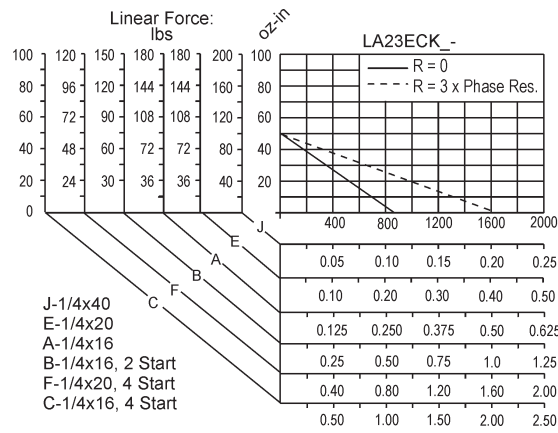 Linear Force:
lbs
oz-in
LA23ECK_-
100 120 150 180 180 200 100
80 96 120 144 144 160 80
60 72 90 108 108 120 60
40 48 60 72 72 80 40
20 24 30 36 36 40 20
0
R = 0
R = 3 x Phase Res.
400 800 1200 1600 2000
J 0.05 0.10 0.15 0.20 0.25
E 0.10 0.20 0.30 0.40 0.50
A 0.125 0.250 0.375 0.50 0.625
B 0.25 0.50 0.75 1.0 1.25
F 0.40 0.80 1.20 1.60 2.00
C 0.50 1.00 1.50 2.00 2.50
J-1/4x40
E-1/4x20
A-1/4x16
B-1/4x16, 2 Start
F-1/4x20, 4 Start
C-1/4x16, 4 Start